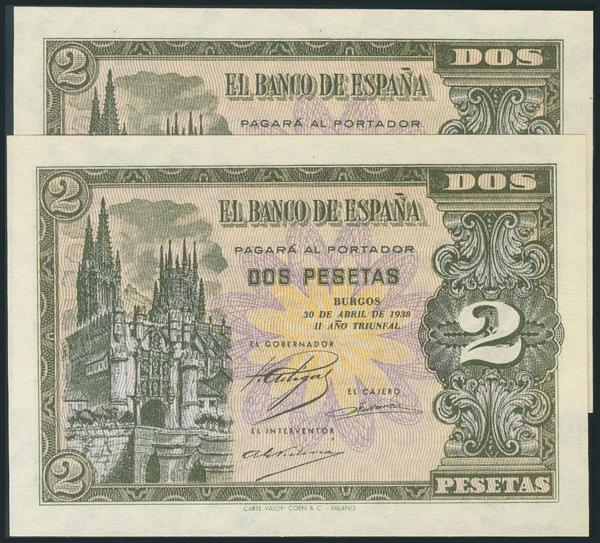 2 DOS
EL BANCO DE ESPAÑA
PAGARÁ AL PORTADOR
2 DOS
EL BANCO DE ESPAÑA
PAGARÁ AL PORTADOR
DOS PESETAS
BURGOS
30 DE ABRIL DE 1938
II AÑO TRIUNFAL
2
EL GOBERNADOR
EL CAJERO
EL INTERVENTOR
2 PESETAS
CARTE VALORI COEN & C. - MILANO